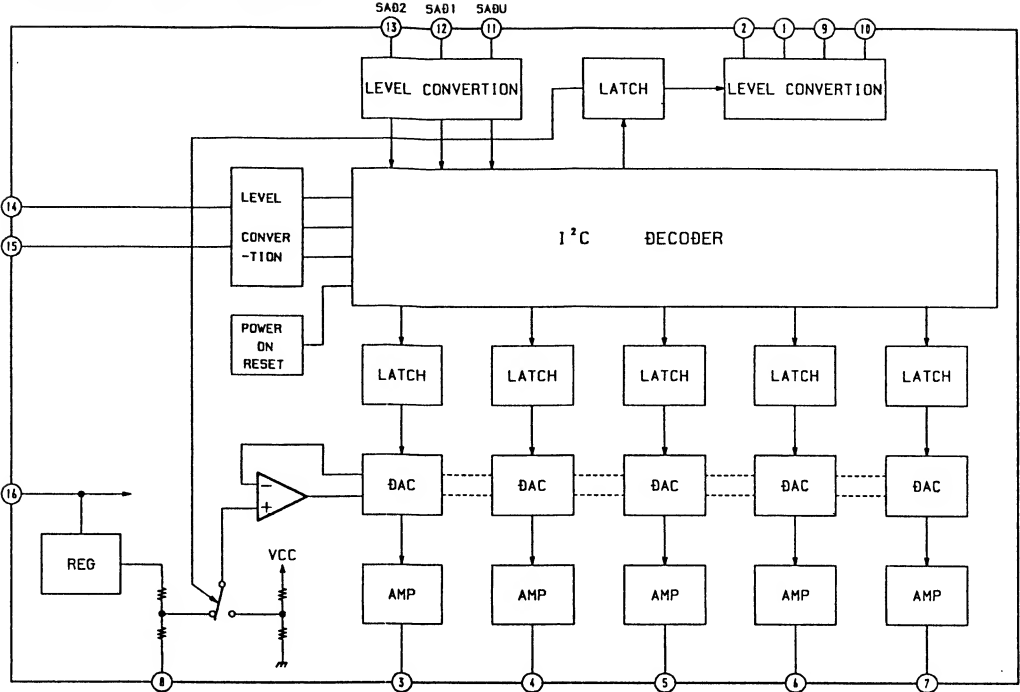 SAD2 SAD1 SADU
13 12 11 2 1 9 10
LEVEL CONVERTION
LATCH
LEVEL CONVERTION
14
15
LEVEL
CONVER
-TION
I²C DECODER
POWER
ON
RESET
LATCH LATCH LATCH LATCH LATCH
16
−
+
DAC DAC DAC DAC DAC
REG
VCC
AMP AMP AMP AMP AMP
8 3 4 5 6 7